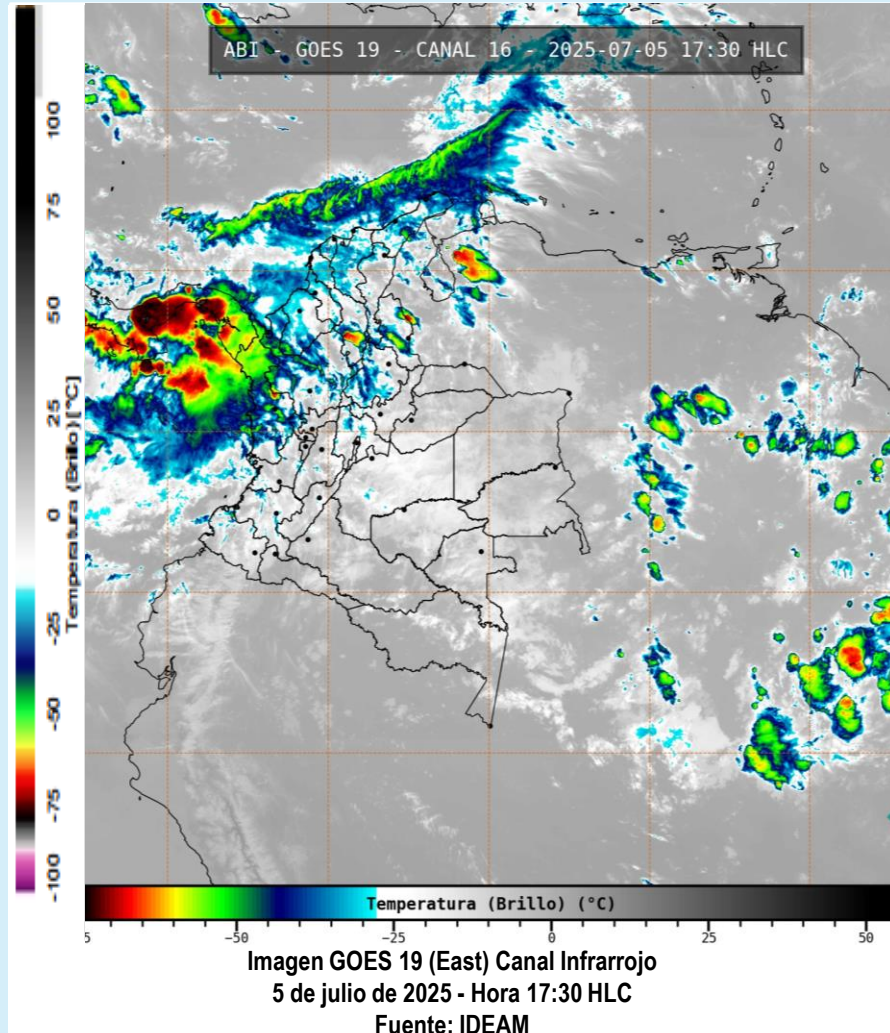 ABI - GOES 19 - CANAL 16 - 2025-07-05 17:30 HLC
100
75
50
25
0
-25
-50
-75
-100
Temperatura (Brillo) [°C]
Temperatura (Brillo) (°C)
5
−50
−25
0
25
50
Imagen GOES 19 (East) Canal Infrarrojo
5 de julio de 2025 - Hora 17:30 HLC
Fuente: IDEAM